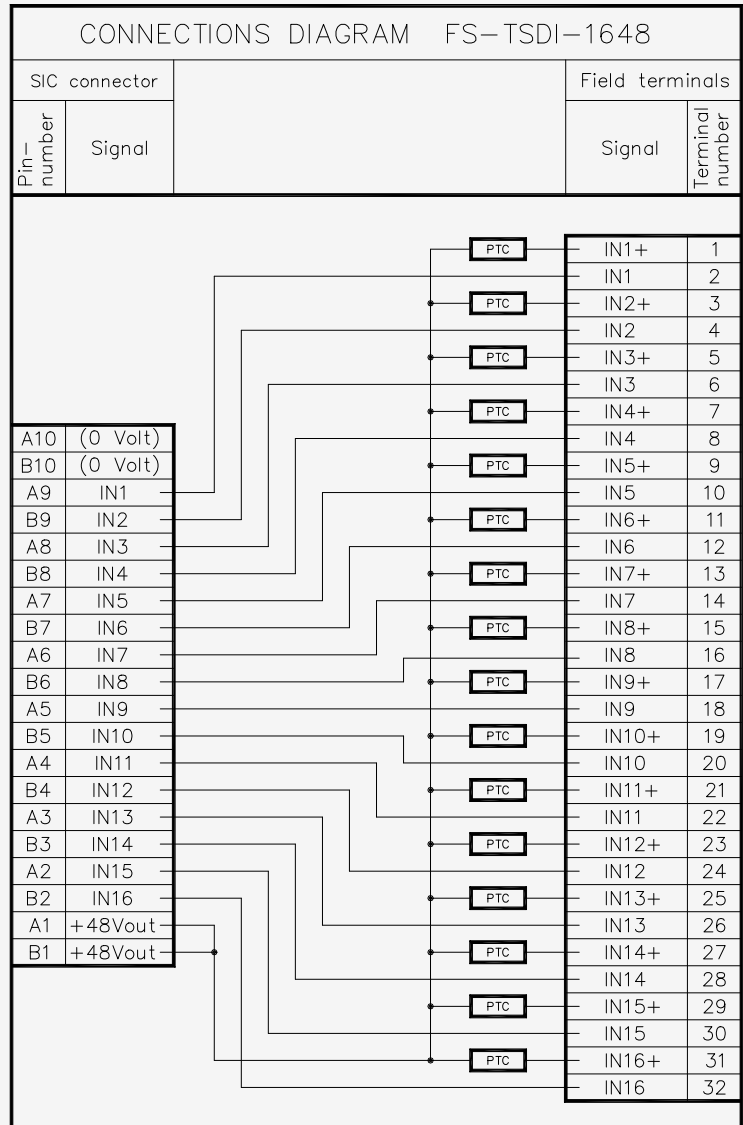 CONNECTIONS DIAGRAM FS-TSDI-1648
SIC connector
Field terminals
Pin-
number
Signal
Signal
Terminal
number
PTC IN1+ 1
IN1 2
PTC IN2+ 3
IN2 4
PTC IN3+ 5
IN3 6
PTC IN4+ 7
A10 (0 Volt) IN4 8
B10 (0 Volt) PTC IN5+ 9
A9 IN1 IN5 10
B9 IN2 PTC IN6+ 11
A8 IN3 IN6 12
B8 IN4 PTC IN7+ 13
A7 IN5 IN7 14
B7 IN6 PTC IN8+ 15
A6 IN7 IN8 16
B6 IN8 PTC IN9+ 17
A5 IN9 IN9 18
B5 IN10 PTC IN10+ 19
A4 IN11 IN10 20
B4 IN12 PTC IN11+ 21
A3 IN13 IN11 22
B3 IN14 PTC IN12+ 23
A2 IN15 IN12 24
B2 IN16 PTC IN13+ 25
A1 +48Vout IN13 26
B1 +48Vout PTC IN14+ 27
IN14 28
PTC IN15+ 29
IN15 30
PTC IN16+ 31
IN16 32